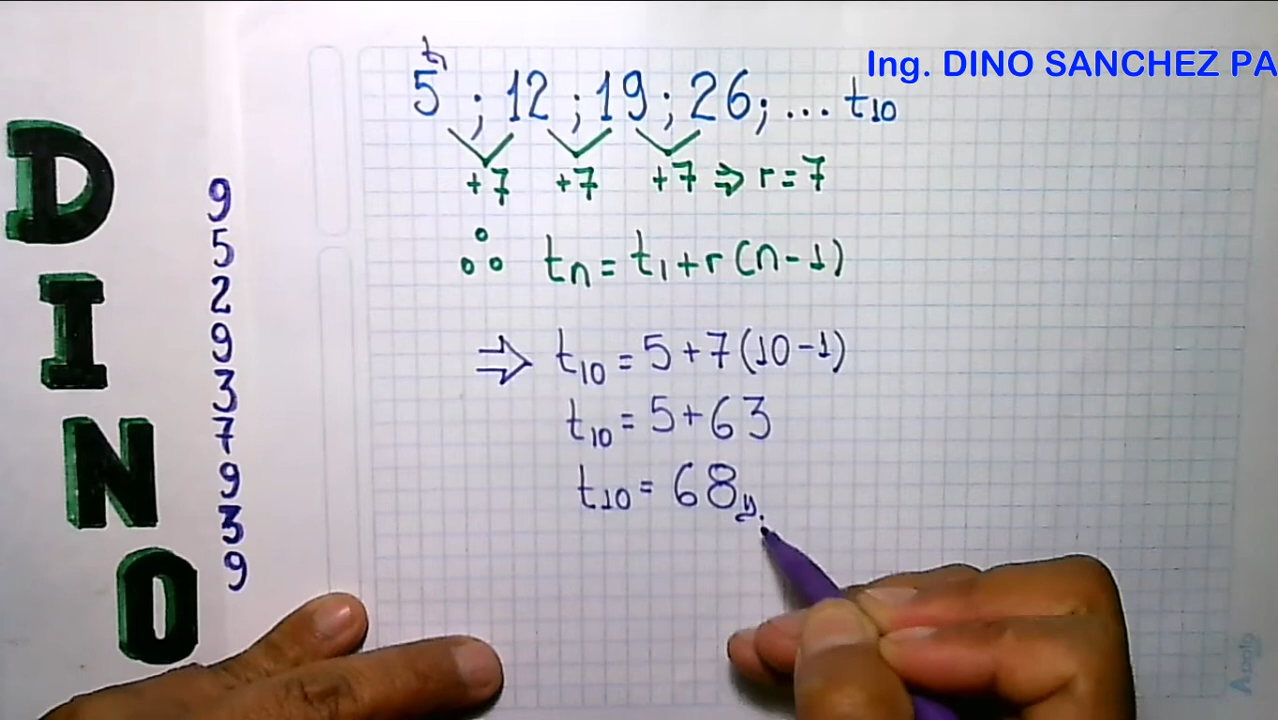 Ing. DINO SANCHEZ PA
t1
5 ; 12 ; 19 ; 26 ; ... t10
+7 +7 +7 ⇒ r = 7
∴ tn = t1 + r (n - 1)
⇒ t10 = 5 + 7 (10 - 1)
t10 = 5 + 63
t10 = 68
DINO
952937939